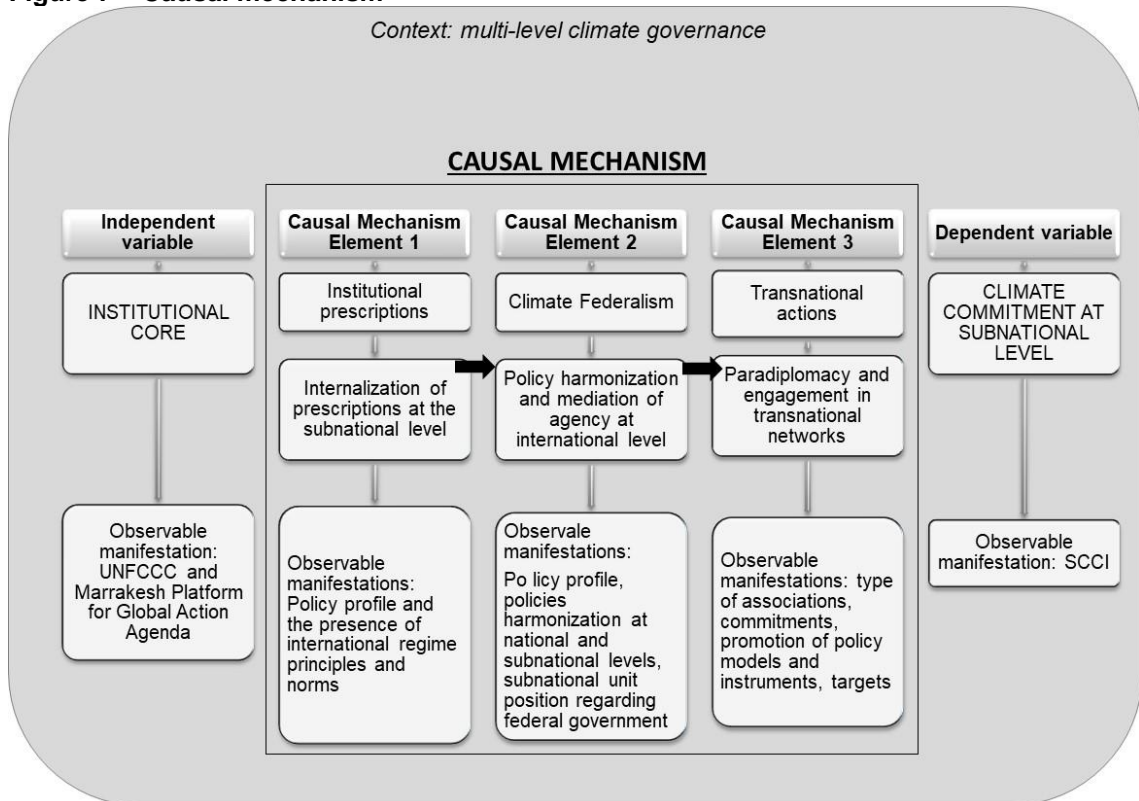 Figure – Causal Mechanism
Context: multi-level climate governance
CAUSAL MECHANISM
Independent
variable
INSTITUTIONAL
CORE
Observable
manifestation:
UNFCCC and
Marrakesh Platform
for Global Action
Agenda
Causal Mechanism
Element 1
Institutional
prescriptions
Internalization of
prescriptions at the
subnational level
Observable
manifestations:
Policy profile and
the presence of
international regime
principles and
norms
Causal Mechanism
Element 2
Climate Federalism
Policy harmonization
and mediation of
agency at
international level
Observale
manifestations:
Po licy profile,
policies
harmonization at
national and
subnational levels,
subnational unit
position regarding
federal government
Causal Mechanism
Element 3
Transnational
actions
Paradiplomacy and
engagement in
transnational
networks
Observable
manifestations: type
of associations,
commitments,
promotion of policy
models and
instruments, targets
Dependent variable
CLIMATE
COMMITMENT AT
SUBNATIONAL
LEVEL
Observable
manifestation: SCCI